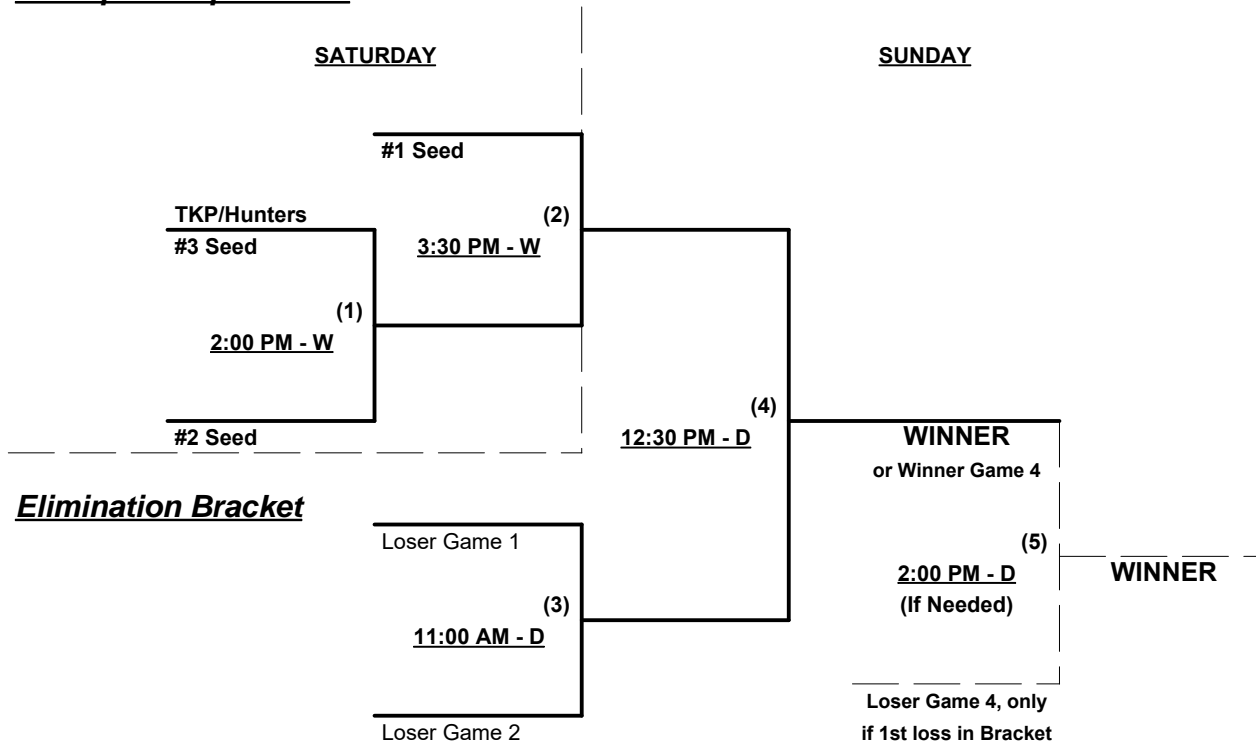 SATURDAY
SUNDAY
#1 Seed
TKP/Hunters
(2)
#3 Seed
3:30 PM - W
(1)
2:00 PM - W
(4)
#2 Seed
12:30 PM - D
WINNER
or Winner Game 4
Elimination Bracket
Loser Game 1
(5)
2:00 PM - D
WINNER
(3)
(If Needed)
11:00 AM - D
Loser Game 4, only
Loser Game 2
if 1st loss in Bracket